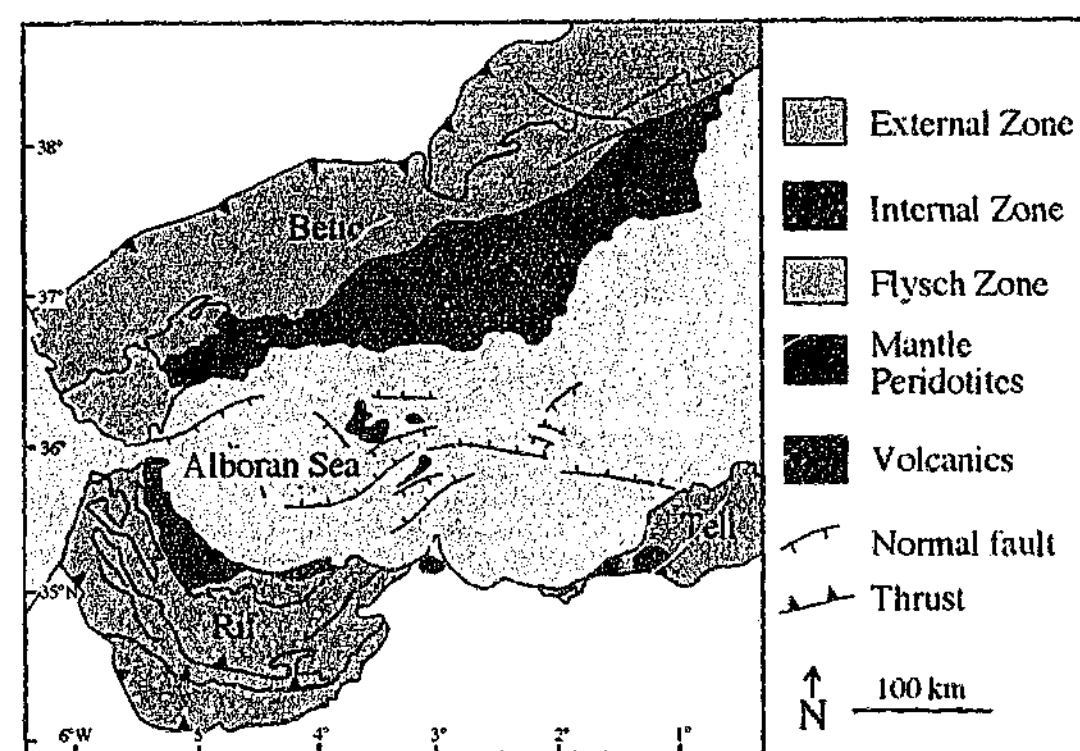 External Zone
Internal Zone
Flysch Zone
Mantle
Peridotites
Volcanics
Normal fault
Thrust
N
100 km
38°
37°
36°
35°N
6°W
5°
4°
3°
2°
1°
Betic
Alboran Sea
Rif
Tell